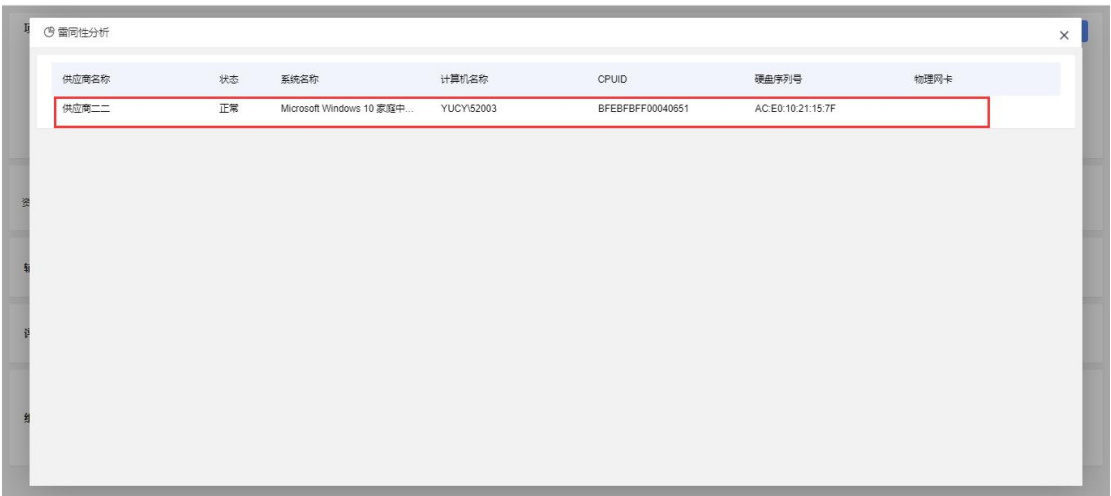 雷同性分析
供应商名称 状态 系统名称 计算机名称 CPUID 硬盘序列号 物理网卡
供应商二二 正常 Microsoft Windows 10 家庭中... YUCY\52003 BFEBFBFF00040651 AC:E0:10:21:15:7F